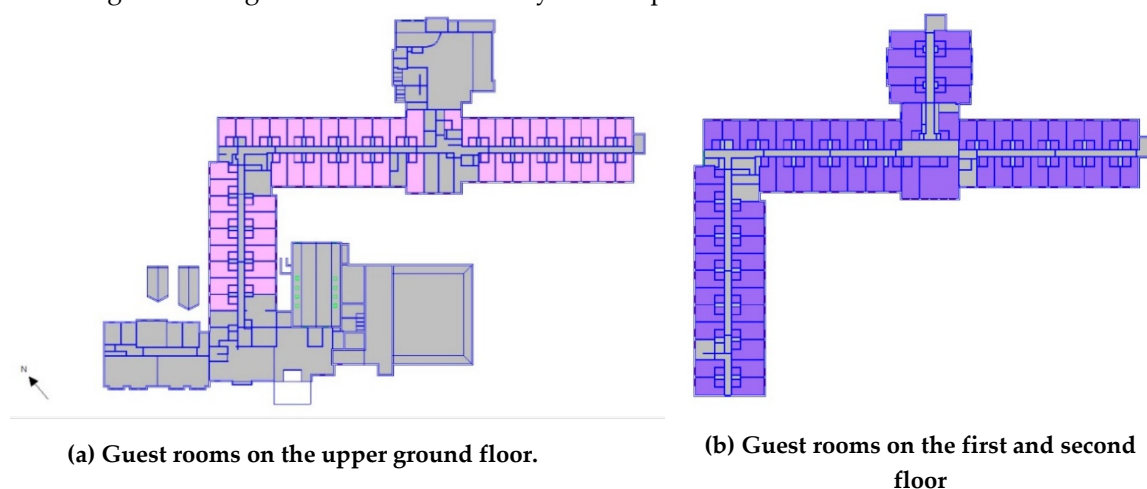 N
(a) Guest rooms on the upper ground floor.
(b) Guest rooms on the first and second
floor